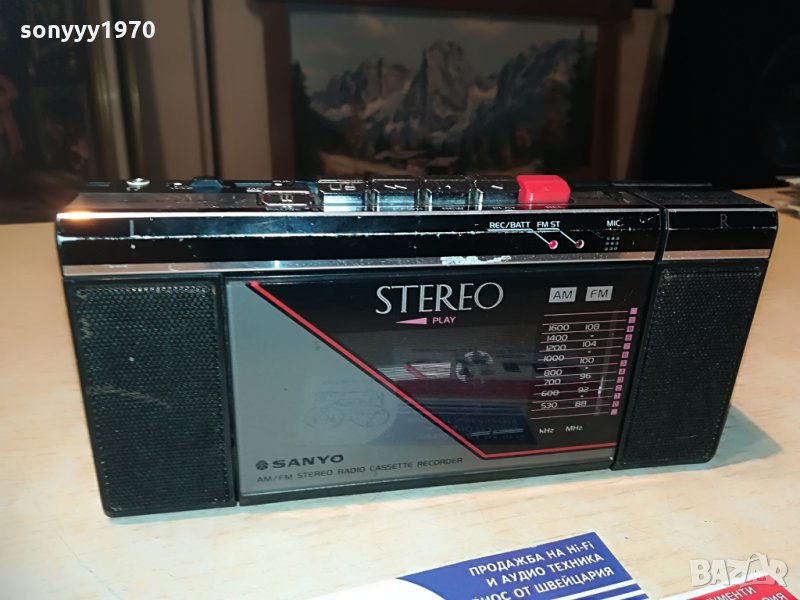 sonyyy1970
L
R
REC/BATT FM ST MIC
STEREO
PLAY
AM FM
1600 108
1400 -
1200 104
1000 -
- 100
800 -
700 96
600 92
530 88
kHz MHz
SANYO
AM/FM STEREO RADIO CASSETTE RECORDER
ПРОДАЖБА НА Hi-Fi
И АУДИО ТЕХНИКА
ОТ ШВЕЙЦАРИЯ
bazar